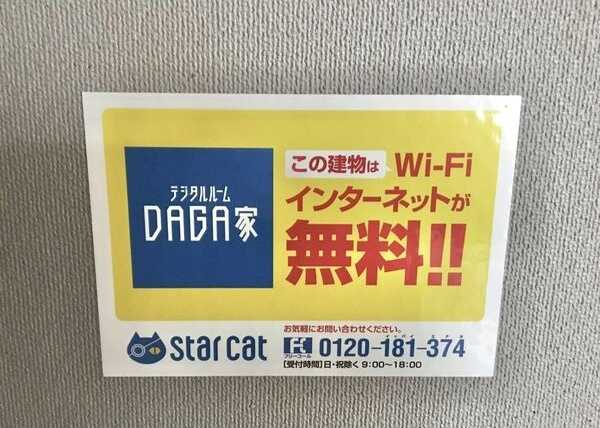 デジタルルーム
DAGA家
この建物は Wi-Fi
インターネットが
無料!!
star cat
お気軽にお問い合わせください。
フリーコール 0120-181-374
【受付時間】日・祝除く 9:00〜18:00